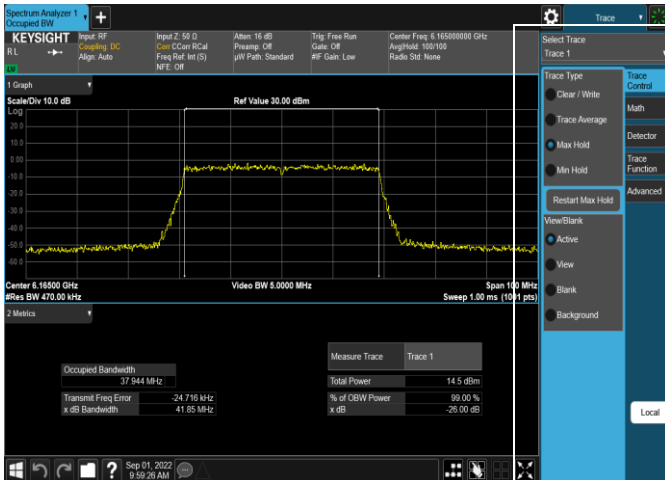 Spectrum Analyzer 1
Occupied BW
Trace
KEYSIGHT
R L
LV
Input: RF
Coupling: DC
Align: Auto
Input Z: 50 Ω
Corr CCorr RCal
Freq Ref: Int (S)
NFE: Off
Atten: 16 dB
Preamp: Off
µW Path: Standard
Trig: Free Run
Gate: Off
#IF Gain: Low
Center Freq: 6.165000000 GHz
Avg|Hold: 100/100
Radio Std: None
Select Trace
Trace 1
1 Graph
Scale/Div 10.0 dB
Ref Value 30.00 dBm
Log
20.0
10.0
0.00
-10.0
-20.0
-30.0
-40.0
-50.0
-60.0
Center 6.16500 GHz
#Res BW 470.00 kHz
Video BW 5.0000 MHz
Span 100 MHz
Sweep 1.00 ms (1001 pts)
2 Metrics
Occupied Bandwidth
37.944 MHz
Transmit Freq Error -24.716 kHz
x dB Bandwidth 41.85 MHz
Measure Trace Trace 1
Total Power 14.5 dBm
% of OBW Power 99.00 %
x dB -26.00 dB
Trace Type
Clear / Write
Trace Average
Max Hold
Min Hold
Restart Max Hold
View/Blank
Active
View
Blank
Background
Trace
Control
Math
Detector
Trace
Function
Advanced
Local
?
Sep 01, 2022
9:59:26 AM